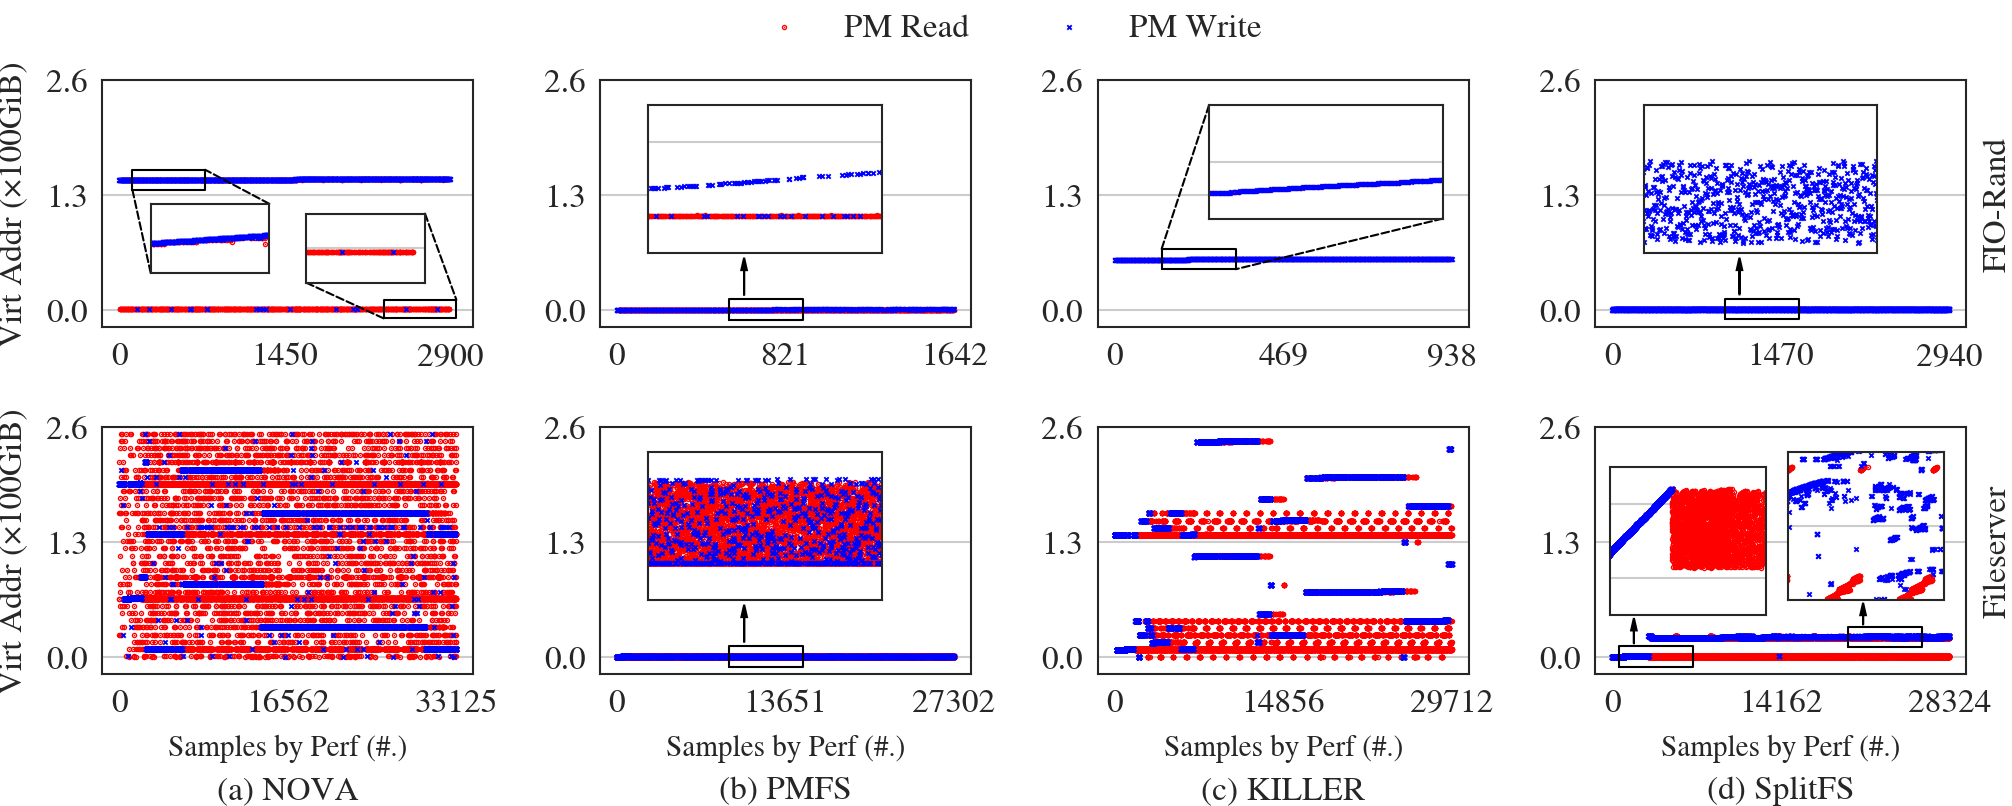 PM Read PM Write
Virt Addr (×100GiB)
2.6
1.3
0.0
0 1450 2900
2.6
1.3
0.0
0 821 1642
2.6
1.3
0.0
0 469 938
2.6
1.3
0.0
0 1470 2940
FIO-Rand
Virt Addr (×100GiB)
2.6
1.3
0.0
0 16562 33125
Samples by Perf (#.)
(a) NOVA
2.6
1.3
0.0
0 13651 27302
Samples by Perf (#.)
(b) PMFS
2.6
1.3
0.0
0 14856 29712
Samples by Perf (#.)
(c) KILLER
2.6
1.3
0.0
0 14162 28324
Samples by Perf (#.)
(d) SplitFS
Fileserver